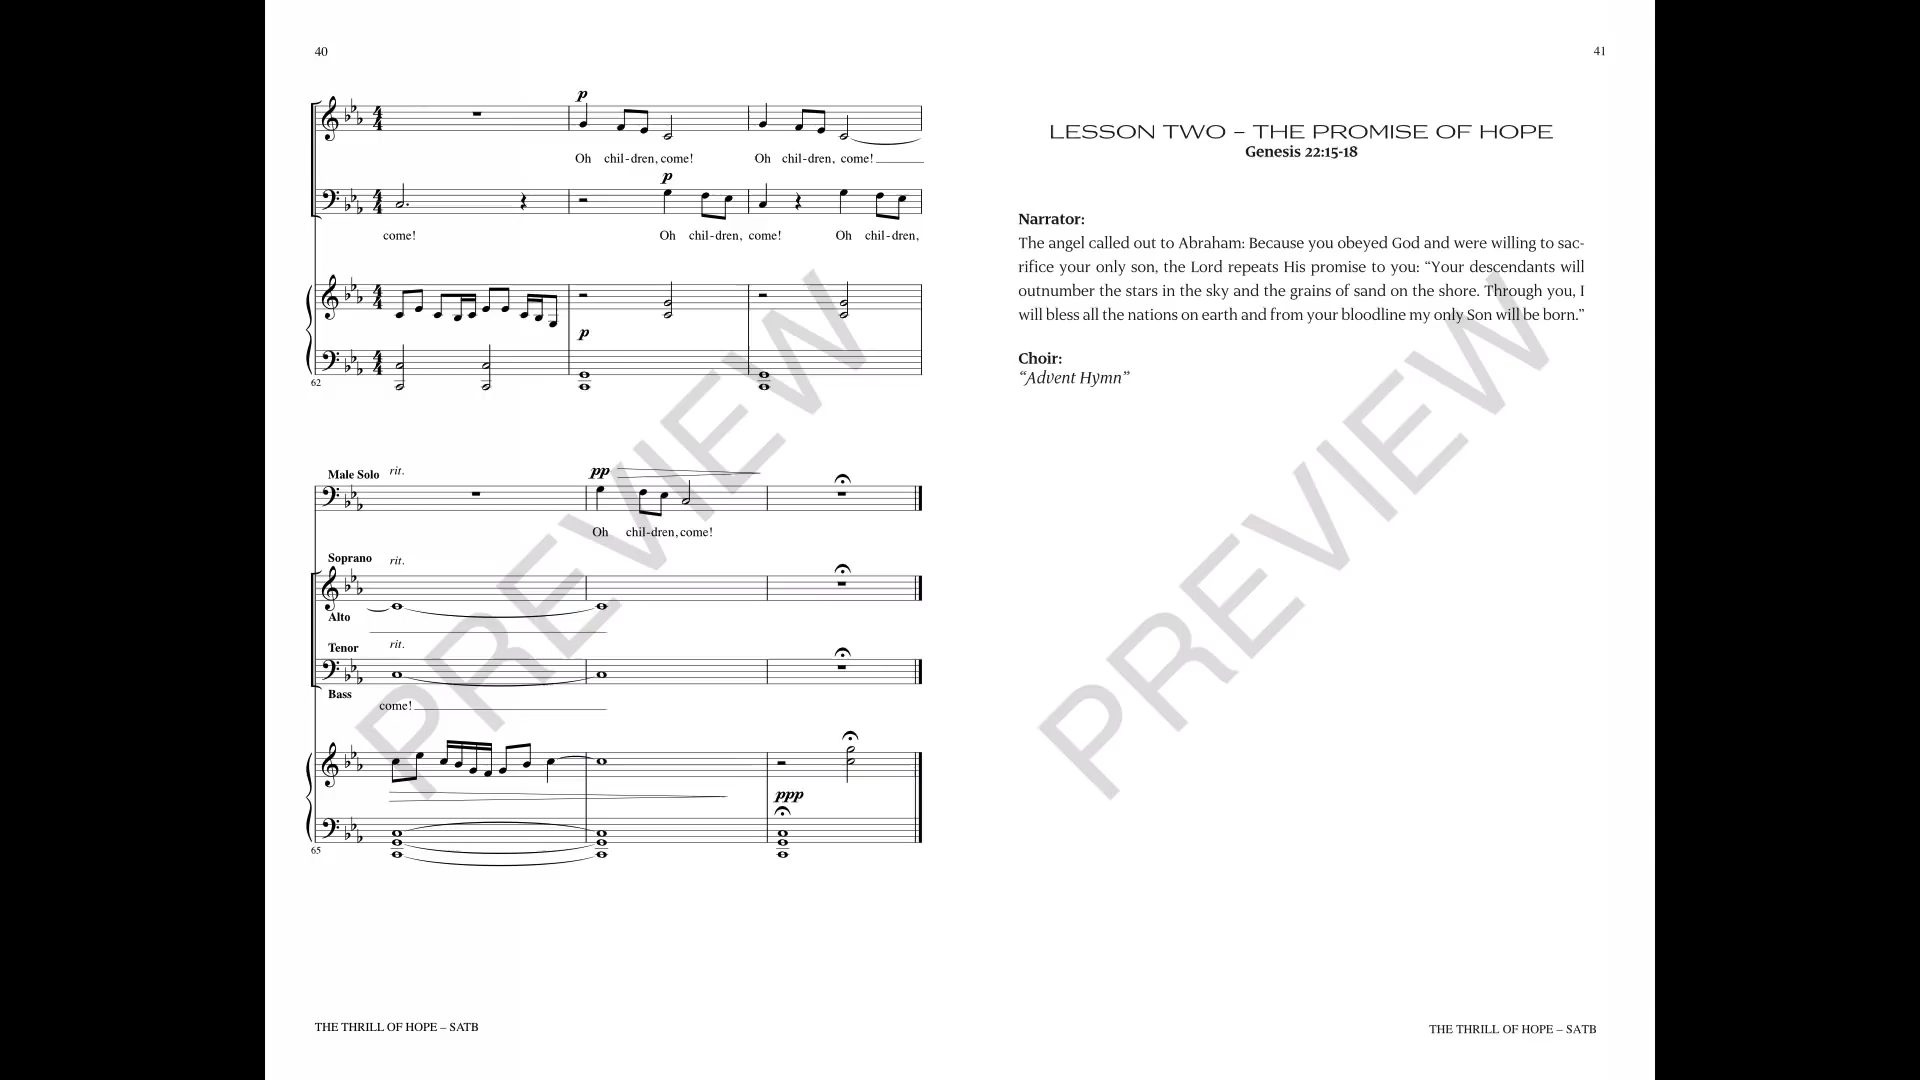 40
p
Oh chil-dren, come! Oh chil-dren, come!
p
come! Oh chil-dren, come! Oh chil-dren,
p
62
Male Solo rit. pp
Oh chil-dren, come!
Soprano rit.
Alto
Tenor rit.
Bass
come!
ppp
65
THE THRILL OF HOPE – SATB
PREVIEW
41
LESSON TWO – THE PROMISE OF HOPE
Genesis 22:15-18
Narrator:
The angel called out to Abraham: Because you obeyed God and were willing to sac-
rifice your only son, the Lord repeats His promise to you: “Your descendants will
outnumber the stars in the sky and the grains of sand on the shore. Through you, I
will bless all the nations on earth and from your bloodline my only Son will be born.”
Choir:
“Advent Hymn”
PREVIEW
THE THRILL OF HOPE – SATB